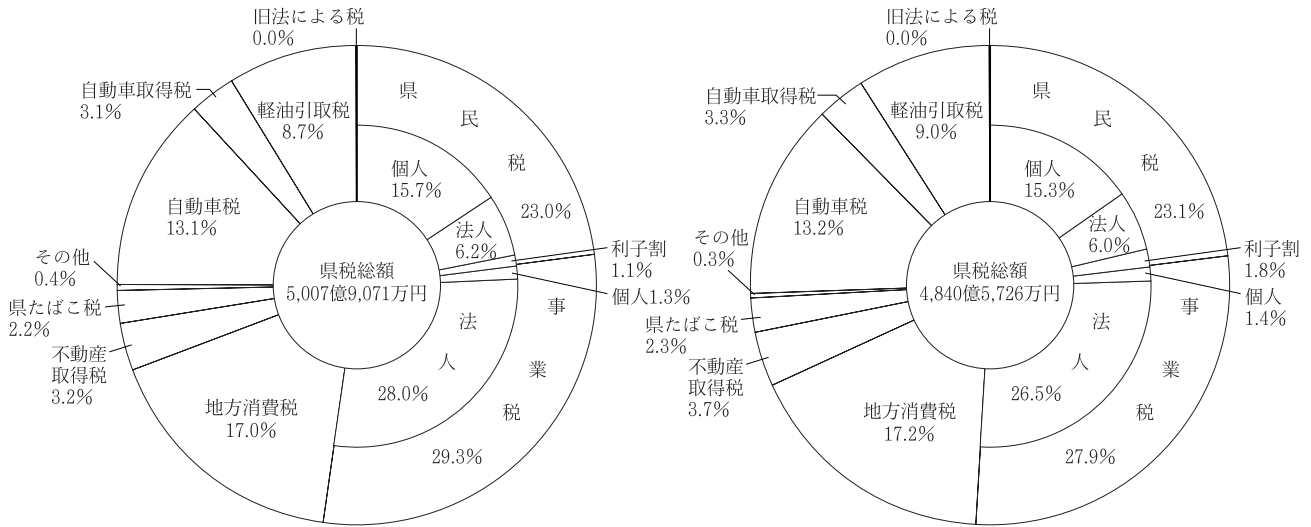 旧法による税
0.0%
自動車取得税
3.1%
軽油引取税
8.7%
県民税
23.0%
個人
15.7%
法人
6.2%
利子割
1.1%
個人1.3%
事業税
29.3%
法人
28.0%
地方消費税
17.0%
不動産
取得税
3.2%
県たばこ税
2.2%
その他
0.4%
自動車税
13.1%
県税総額
5,007億9,071万円
旧法による税
0.0%
自動車取得税
3.3%
軽油引取税
9.0%
県民税
23.1%
個人
15.3%
法人
6.0%
利子割
1.8%
個人
1.4%
事業税
27.9%
法人
26.5%
地方消費税
17.2%
不動産
取得税
3.7%
県たばこ税
2.3%
その他
0.3%
自動車税
13.2%
県税総額
4,840億5,726万円